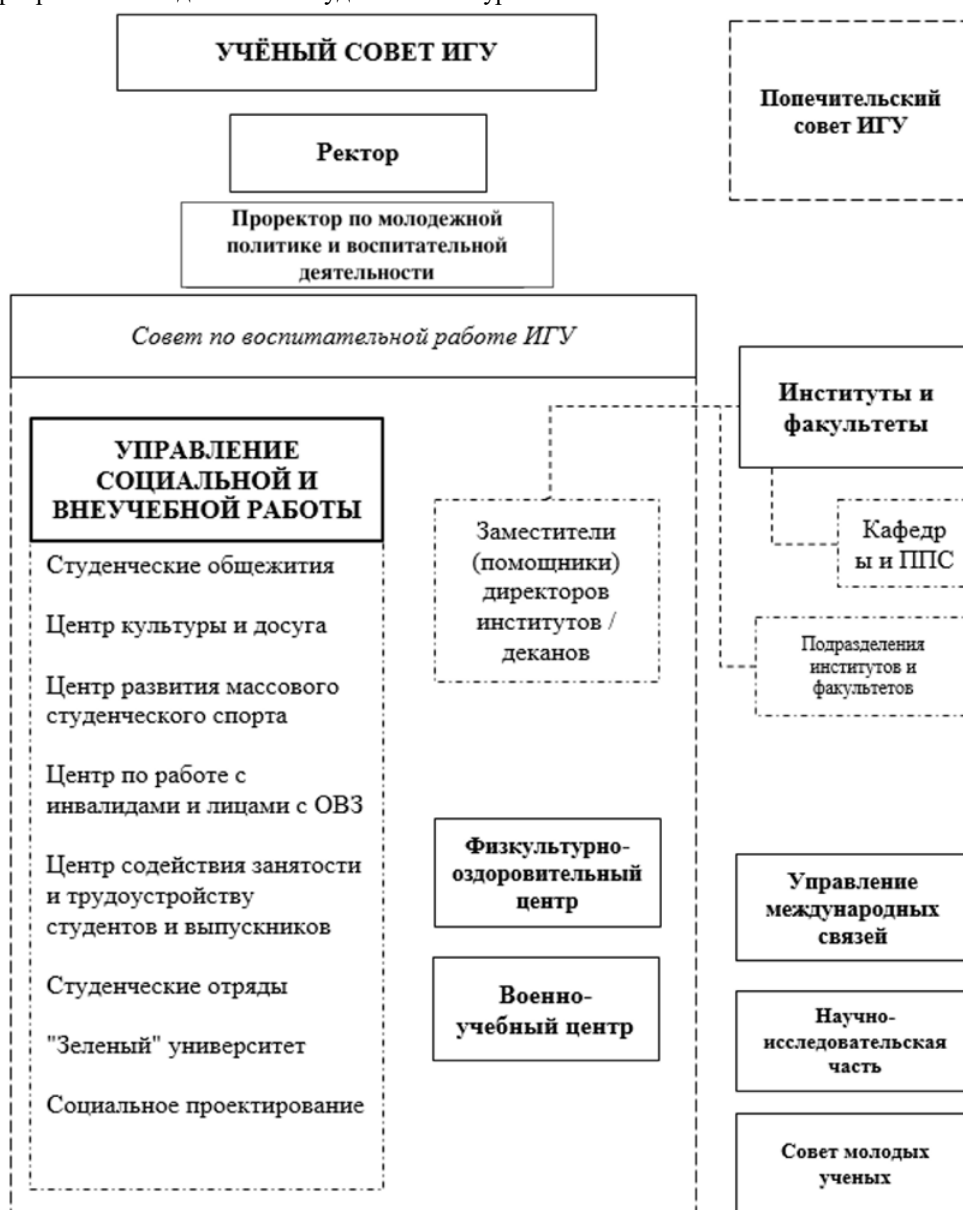 УЧЁНЫЙ СОВЕТ ИГУ
Попечительский
совет ИГУ
Ректор
Проректор по молодежной
политике и воспитательной
деятельности
Совет по воспитательной работе ИГУ
УПРАВЛЕНИЕ
СОЦИАЛЬНОЙ И
ВНЕУЧЕБНОЙ РАБОТЫ
Студенческие общежития
Центр культуры и досуга
Центр развития массового
студенческого спорта
Центр по работе с
инвалидами и лицами с ОВЗ
Центр содействия занятости
и трудоустройству
студентов и выпускников
Студенческие отряды
"Зеленый" университет
Социальное проектирование
Заместители
(помощники)
директоров
институтов /
деканов
Физкультурно-
оздоровительный
центр
Военно-
учебный центр
Институты и
факультеты
Кафедр
ы и ППС
Подразделения
институтов и
факультетов
Управление
международных
связей
Научно-
исследовательская
часть
Совет молодых
ученых